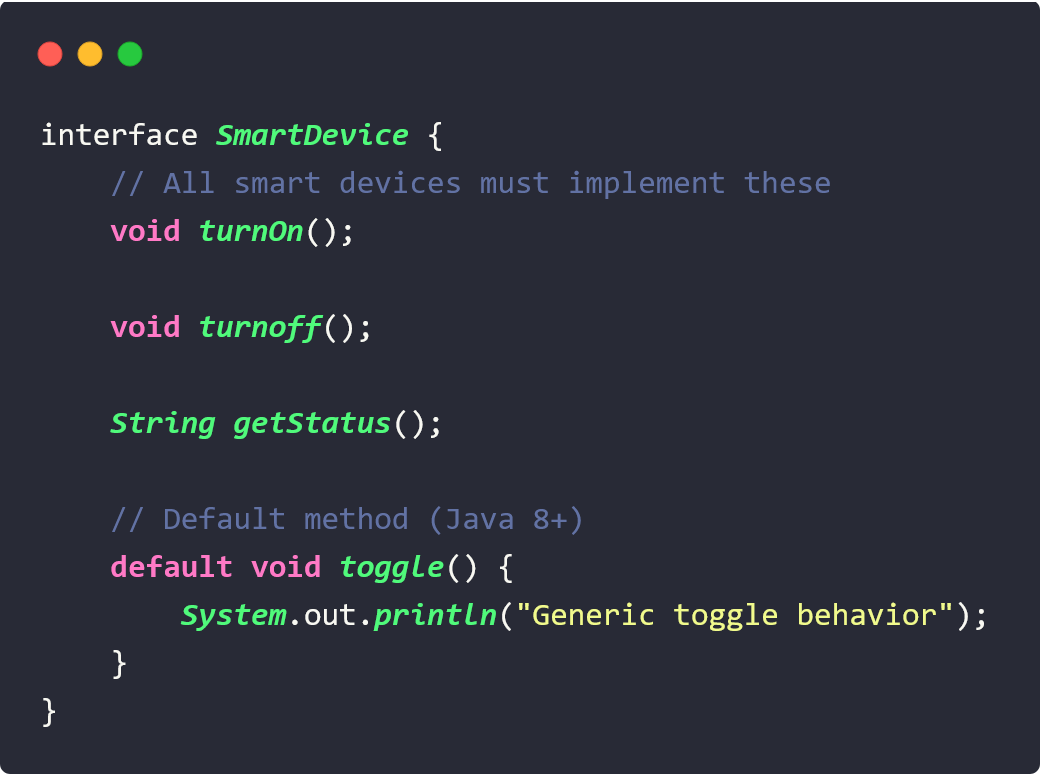 interface SmartDevice {
    // All smart devices must implement these
    void turnOn();
    void turnoff();
    String getStatus();
    // Default method (Java 8+)
    default void toggle() {
        System.out.println("Generic toggle behavior");
    }
}